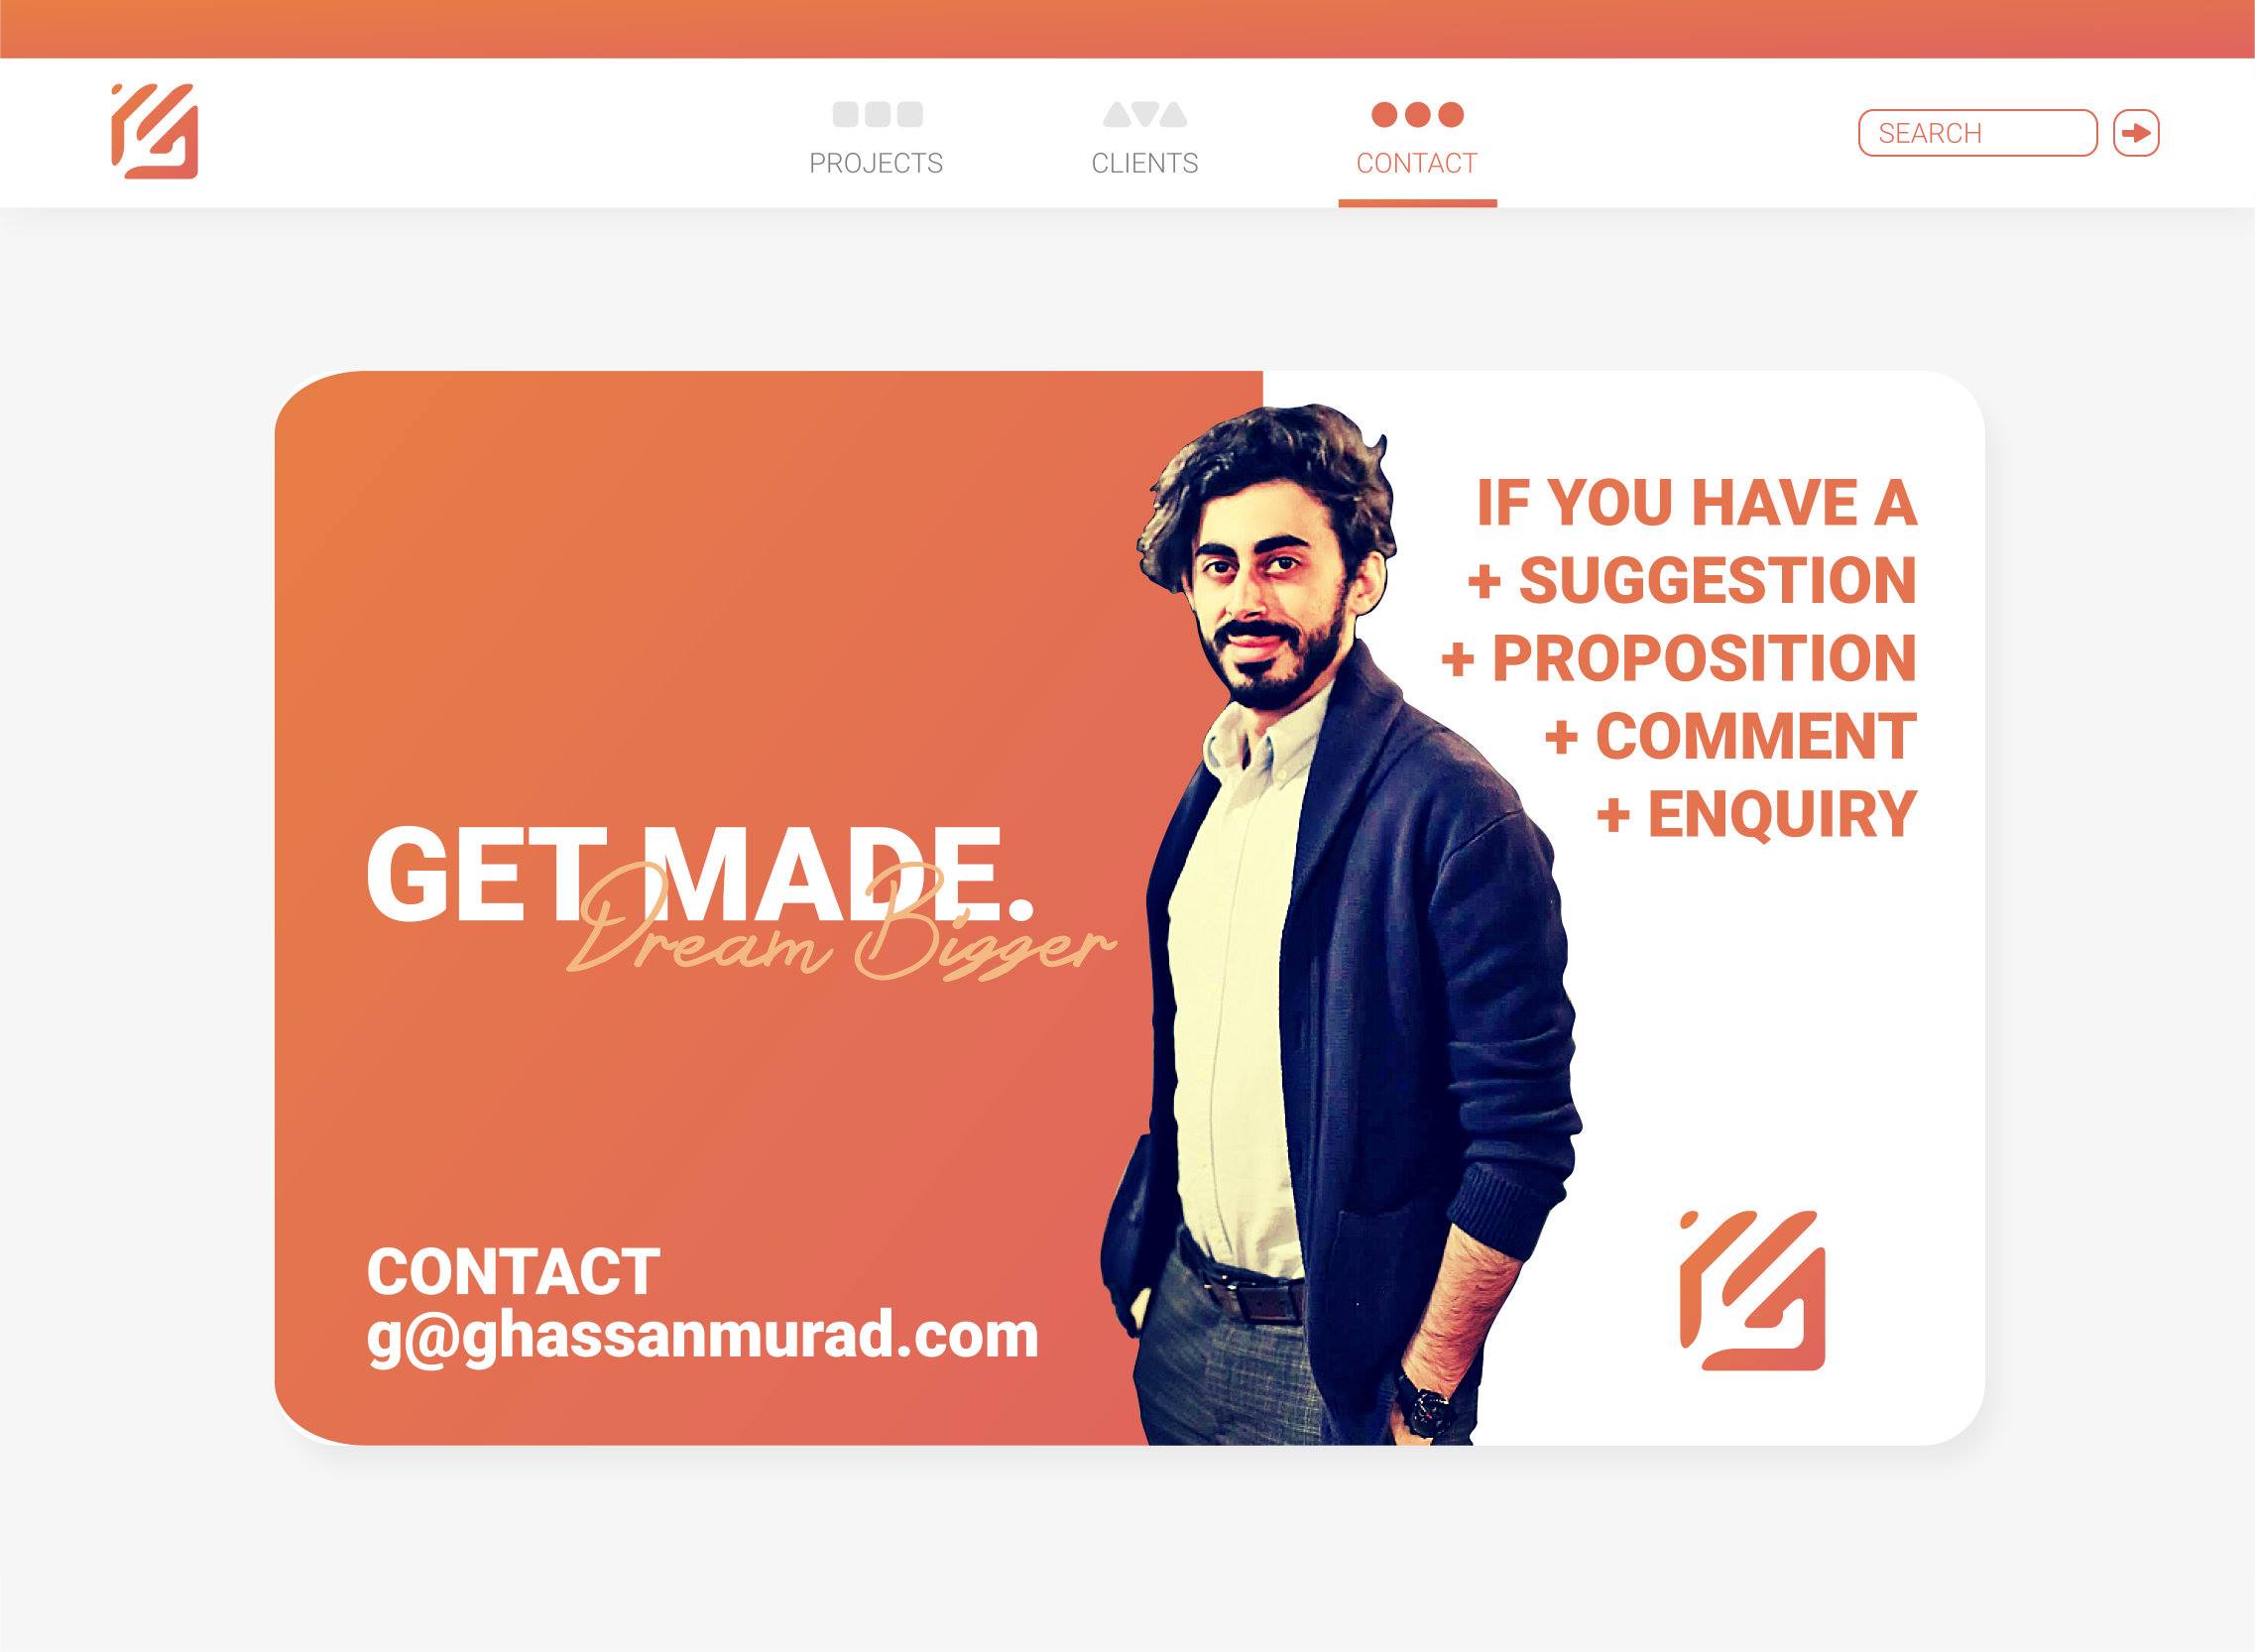 PROJECTS
CLIENTS
CONTACT
SEARCH
GET MADE.
Dream Bigger
CONTACT
g@ghassanmurad.com
IF YOU HAVE A
+ SUGGESTION
+ PROPOSITION
+ COMMENT
+ ENQUIRY